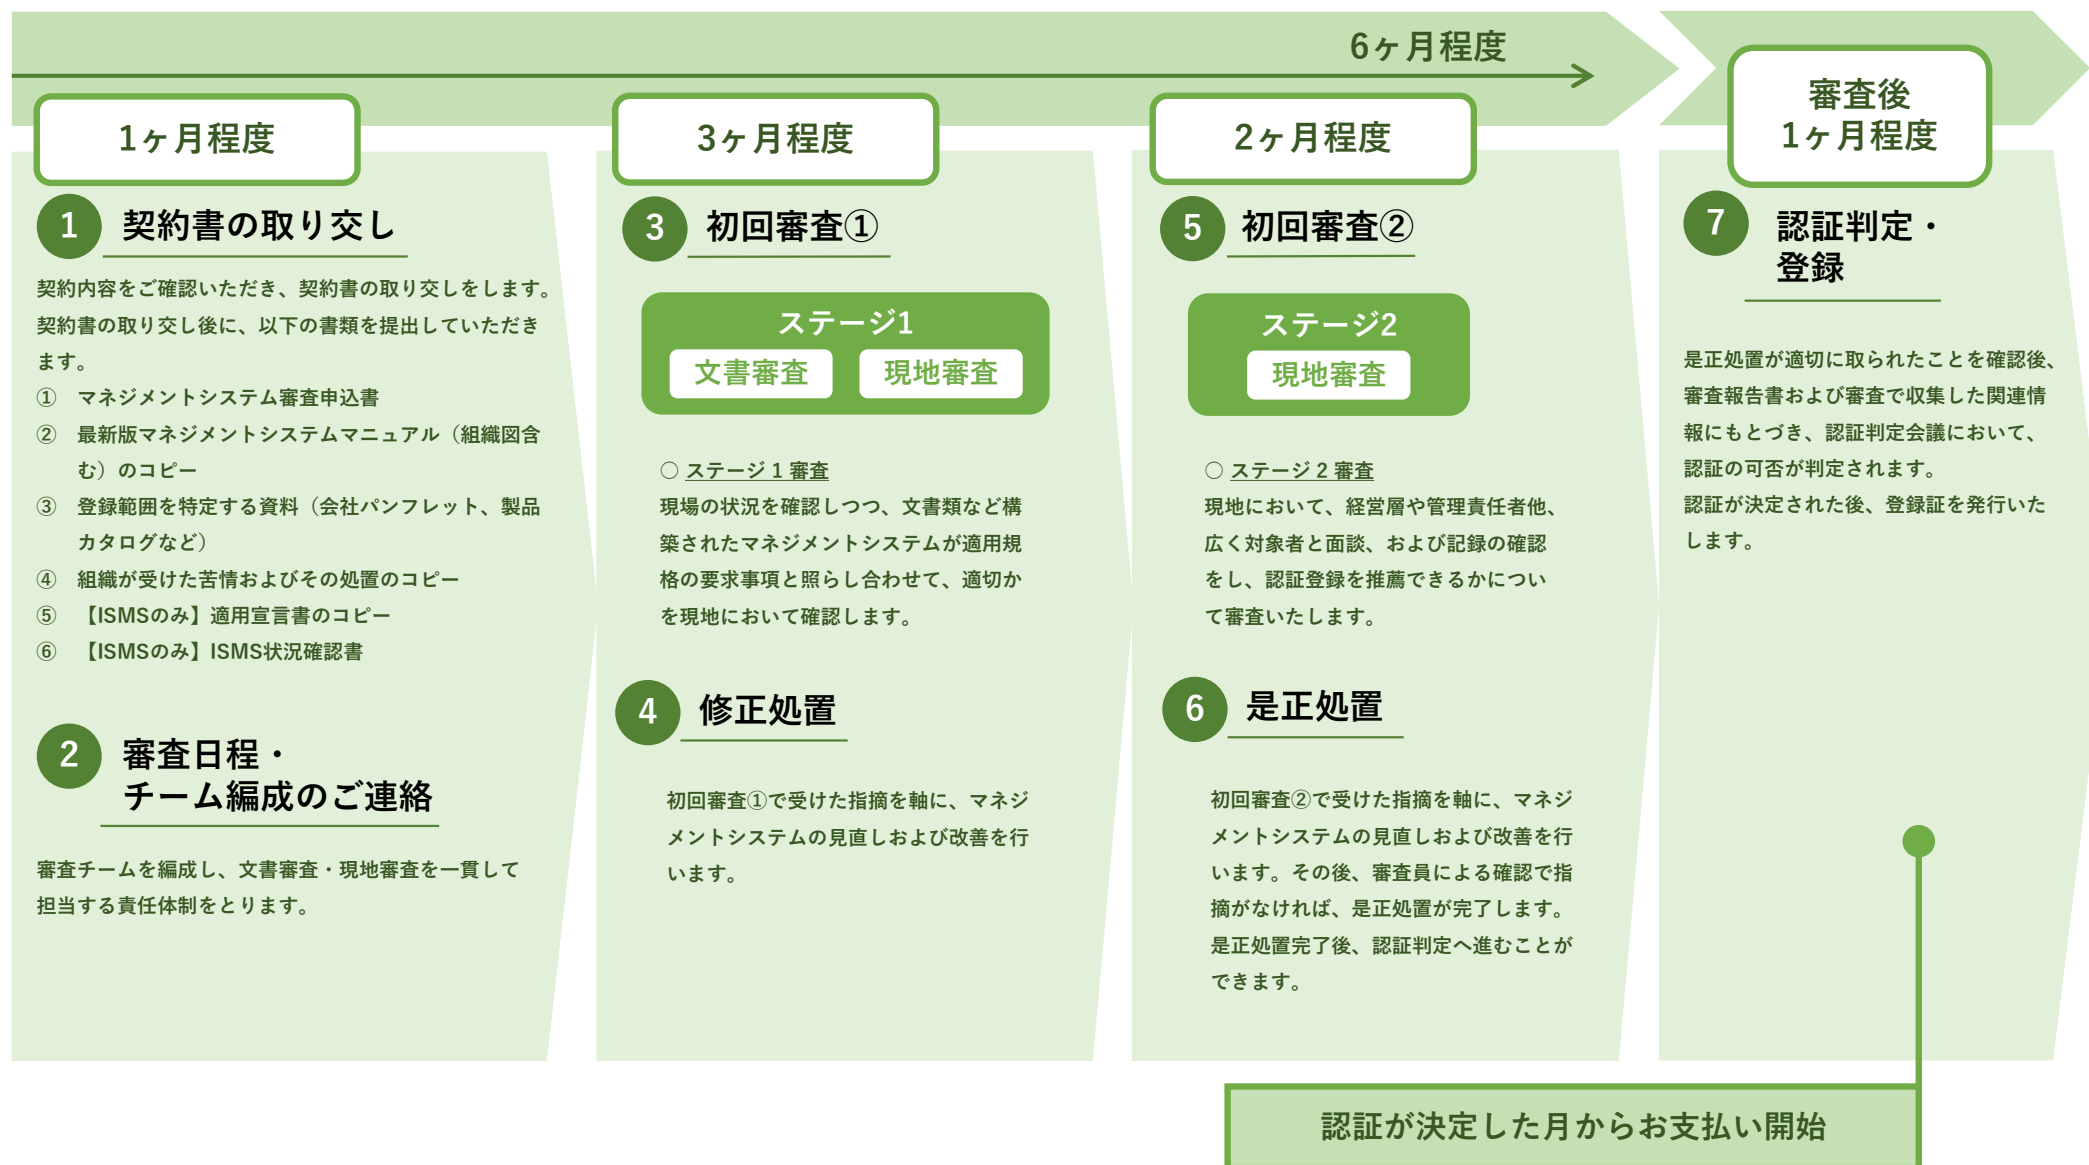 6ヶ月程度
1ヶ月程度
1 契約書の取り交し
契約内容をご確認いただき、契約書の取り交しをします。
契約書の取り交し後に、以下の書類を提出していただき
ます。
① マネジメントシステム審査申込書
② 最新版マネジメントシステムマニュアル（組織図含
む）のコピー
③ 登録範囲を特定する資料（会社パンフレット、製品
カタログなど）
④ 組織が受けた苦情およびその処置のコピー
⑤ 【ISMSのみ】適用宣言書のコピー
⑥ 【ISMSのみ】ISMS状況確認書
2 審査日程・
チーム編成のご連絡
審査チームを編成し、文書審査・現地審査を一貫して
担当する責任体制をとります。
3ヶ月程度
3 初回審査①
ステージ1
文書審査 現地審査
○ ステージ 1 審査
現場の状況を確認しつつ、文書類など構
築されたマネジメントシステムが適用規
格の要求事項と照らし合わせて、適切か
を現地において確認します。
4 修正処置
初回審査①で受けた指摘を軸に、マネジ
メントシステムの見直しおよび改善を行
います。
2ヶ月程度
5 初回審査②
ステージ2
現地審査
○ ステージ 2 審査
現地において、経営層や管理責任者他、
広く対象者と面談、および記録の確認
をし、認証登録を推薦できるかについ
て審査いたします。
6 是正処置
初回審査②で受けた指摘を軸に、マネジ
メントシステムの見直しおよび改善を行
います。その後、審査員による確認で指
摘がなければ、是正処置が完了します。
是正処置完了後、認証判定へ進むことが
できます。
審査後
1ヶ月程度
7 認証判定・
登録
是正処置が適切に取られたことを確認後、
審査報告書および審査で収集した関連情
報にもとづき、認証判定会議において、
認証の可否が判定されます。
認証が決定された後、登録証を発行いた
します。
認証が決定した月からお支払い開始